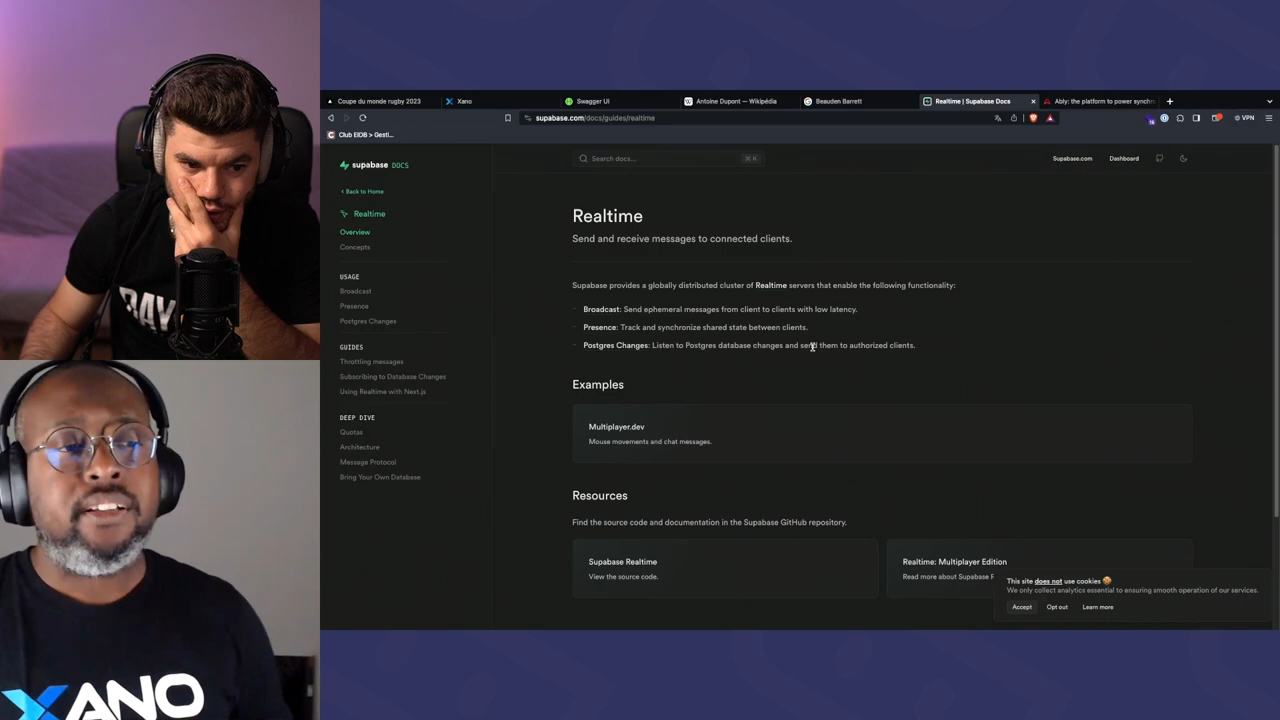 Coupe du monde rugby 2023
Xano
Swagger UI
Antoine Dupont — Wikipédia
Beauden Barrett
Realtime | Supabase Docs
Ably: the platform to power synchr
supabase.com/docs/guides/realtime
VPN
Club EIDB > Gesti...
supabase DOCS
Search docs...
⌘ K
Supabase.com
Dashboard
< Back to Home
Realtime
Overview
Concepts
USAGE
Broadcast
Presence
Postgres Changes
GUIDES
Throttling messages
Subscribing to Database Changes
Using Realtime with Next.js
DEEP DIVE
Quotas
Architecture
Message Protocol
Bring Your Own Database
Realtime
Send and receive messages to connected clients.
Supabase provides a globally distributed cluster of Realtime servers that enable the following functionality:
Broadcast: Send ephemeral messages from client to clients with low latency.
Presence: Track and synchronize shared state between clients.
Postgres Changes: Listen to Postgres database changes and send them to authorized clients.
Examples
Multiplayer.dev
Mouse movements and chat messages.
Resources
Find the source code and documentation in the Supabase GitHub repository.
Supabase Realtime
View the source code.
Realtime: Multiplayer Edition
Read more about Supabase R
This site does not use cookies 🍪
We only collect analytics essential to ensuring smooth operation of our services.
Accept
Opt out
Learn more
XANO